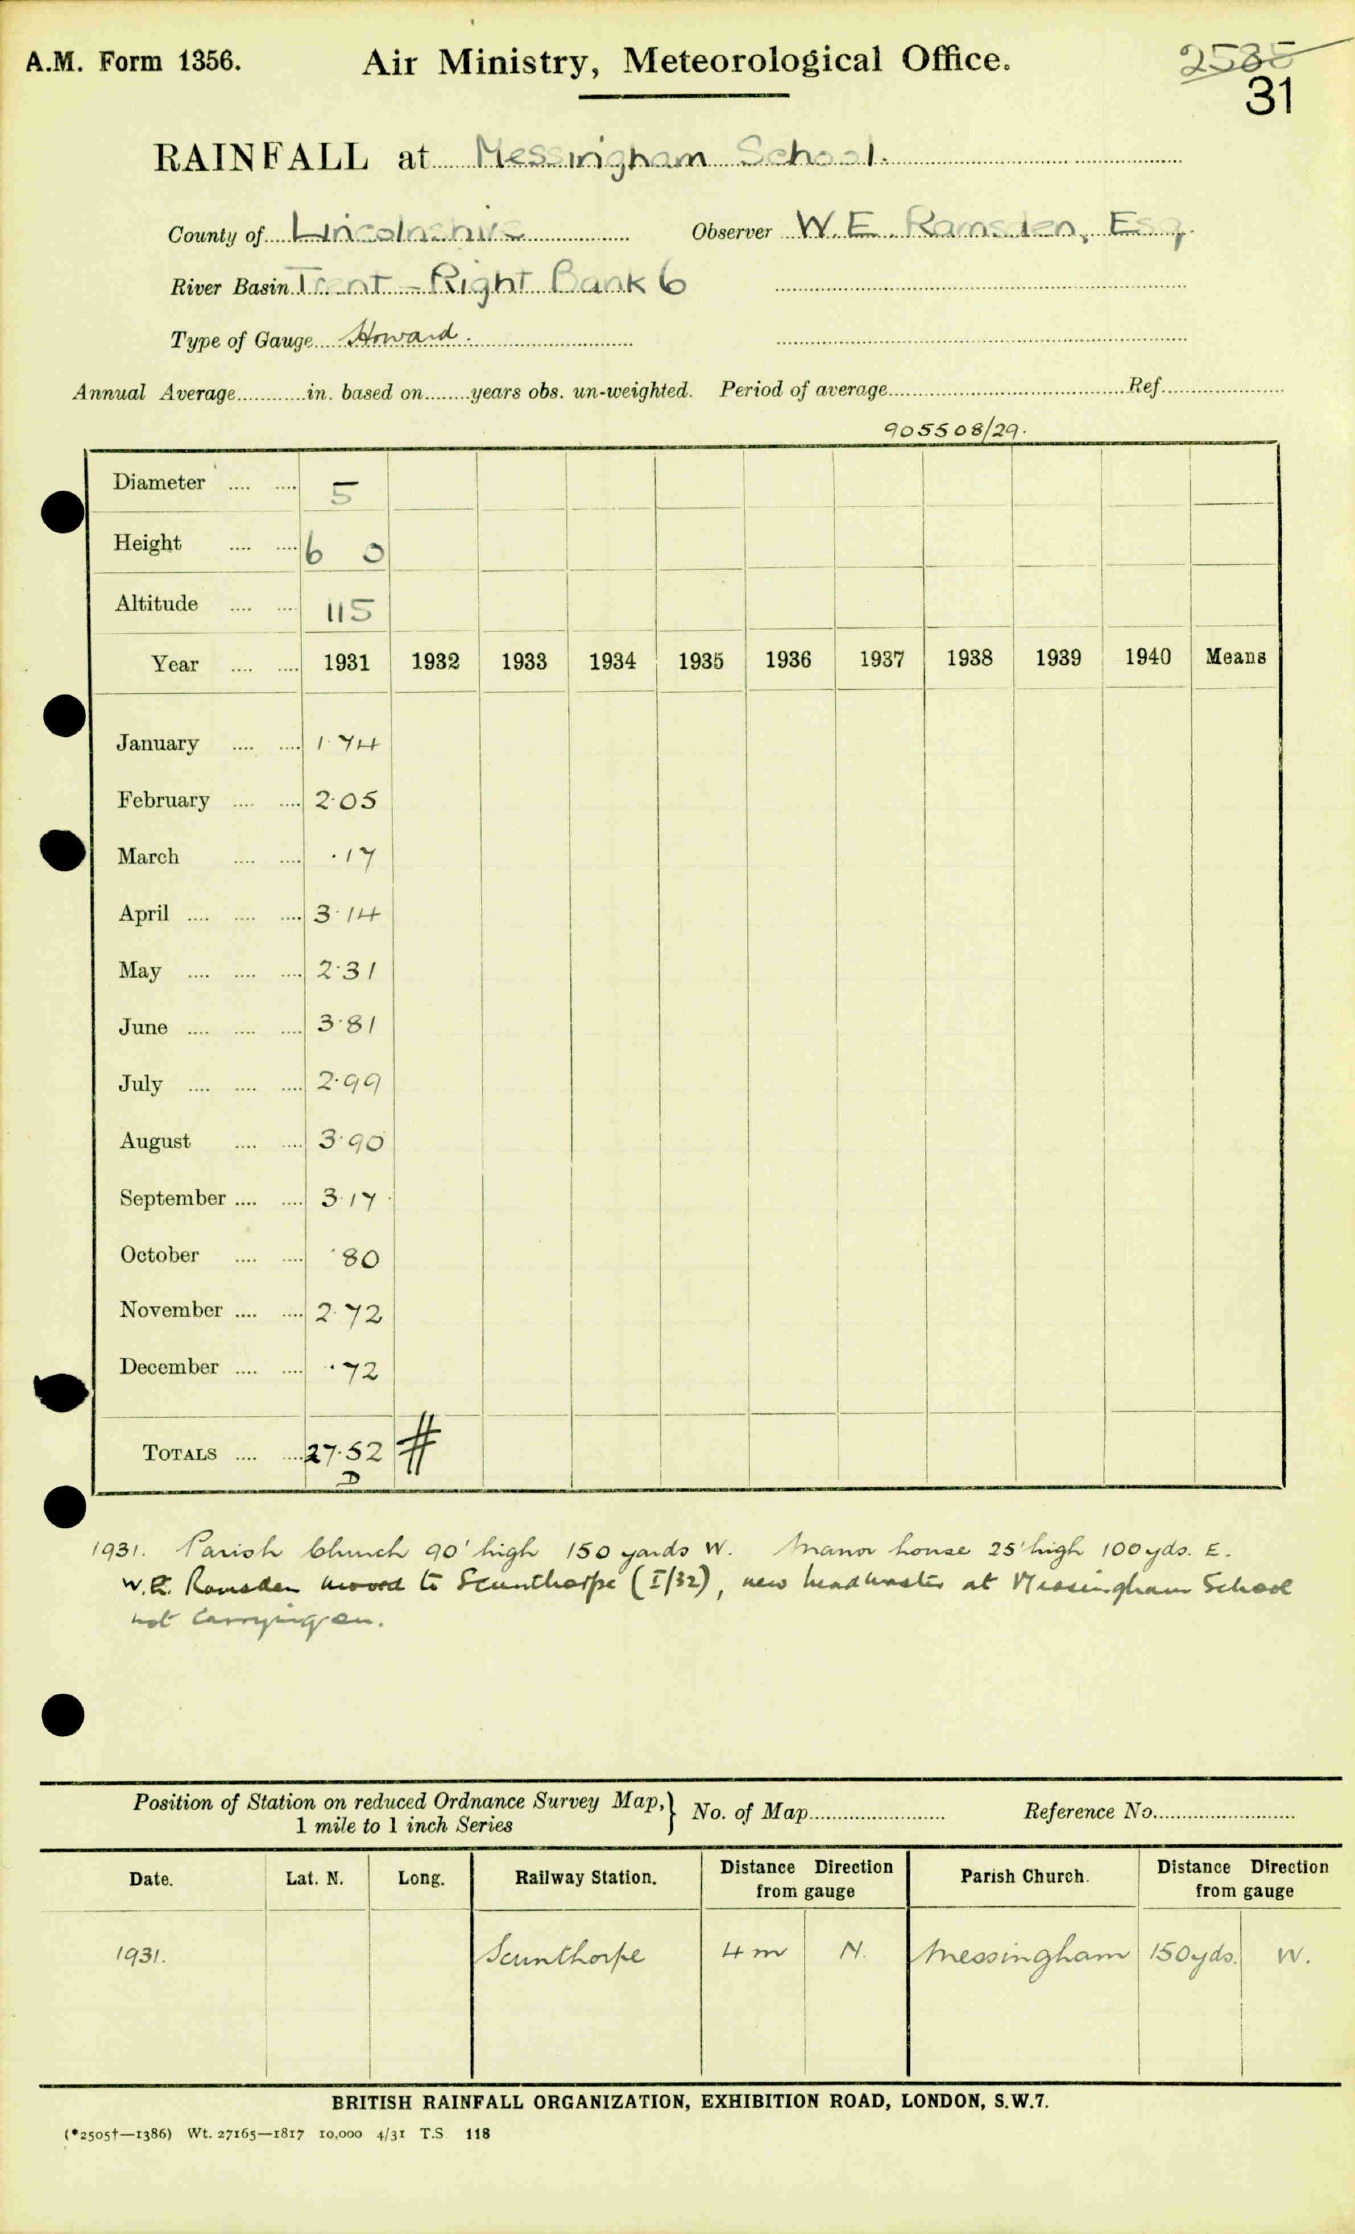 A.M. Form 1356.
Air Ministry, Meteorological Office.
31
RAINFALL at Messingham School.
County of Lincolnshire Observer W.E. Ramsden, Esq.
River Basin Trent - Right Bank 6
Type of Gauge Howard.
Annual Average............in. based on........years obs. un-weighted. Period of average........................................Ref.....................
905508/29.
Diameter .... .... 5
Height .... .... 6 0
Altitude .... .... 115
Year .... .... 1931 1932 1933 1934 1935 1936 1937 1938 1939 1940 Means
January .... .... 1.74
February .... .... 2.05
March .... .... .17
April .... .... .... 3.14
May .... .... .... 2.31
June .... .... .... 3.81
July .... .... .... 2.99
August .... .... 3.90
September .... .... 3.17
October .... .... .80
November .... .... 2.72
December .... .... .72
TOTALS .... .... 27.52 #
D
1931. Parish Church 90' high 150 yards W. Manor house 25' high 100 yds. E.
W.E. Ramsden moved to Scunthorpe (I/32), new headmaster at Messingham School
not carrying on.
Position of Station on reduced Ordnance Survey Map,} No. of Map........................ Reference No.........................
1 mile to 1 inch Series
Date. Lat. N. Long. Railway Station. Distance Direction from gauge Parish Church. Distance Direction from gauge
1931. Scunthorpe 4 m N. Messingham 150 yds. W.
BRITISH RAINFALL ORGANIZATION, EXHIBITION ROAD, LONDON, S.W.7.
(*2505†—1386) Wt. 27165—1817 10,000 4/31 T.S 118